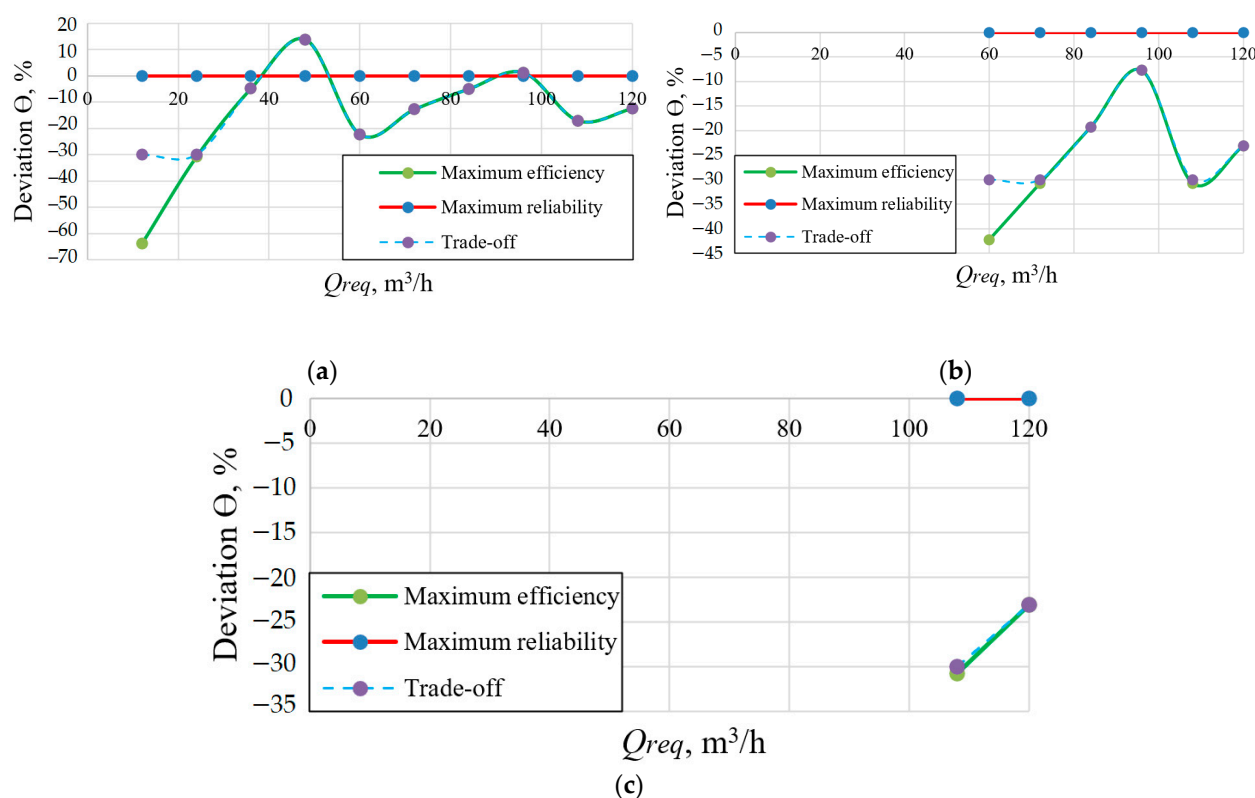 20
10
0
−10
−20
−30
−40
−50
−60
−70
0 20 40 60 80 100 120
Deviation Ө, %
Maximum efficiency
Maximum reliability
Trade-off
Qreq, m³/h
(a)
0
−5
−10
−15
−20
−25
−30
−35
−40
−45
0 20 40 60 80 100 120
Deviation Ө, %
Maximum efficiency
Maximum reliability
Trade-off
Qreq, m³/h
(b)
0
−5
−10
−15
−20
−25
−30
−35
0 20 40 60 80 100 120
Deviation Ө, %
Maximum efficiency
Maximum reliability
Trade-off
Qreq, m³/h
(c)